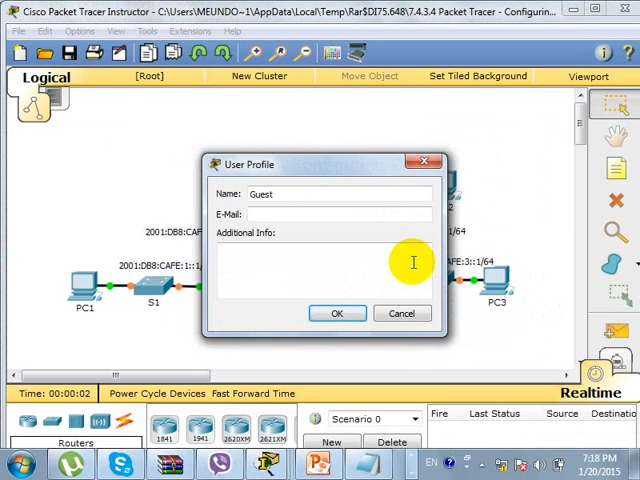 Cisco Packet Tracer Instructor - C:\Users\MEUNDO~1\AppData\Local\Temp\Rar$DI75.648\7.4.3.4 Packet Tracer - Configurin...
File Edit Options View Tools Extensions Help
Logical [Root] New Cluster Move Object Set Tiled Background Viewport
User Profile
Name: Guest
E-Mail:
Additional Info:
2001:DB8:CAFE:
2001:DB8:CAFE:1::1/
PC1
S1
2
1/64
FE:3::1/64
PC3
OK Cancel
Time: 00:00:02 Power Cycle Devices Fast Forward Time Realtime
Routers
1841 1941 2620XM 2621XM
Scenario 0
New Delete
Fire Last Status Source Destinatio
EN
7:18 PM
1/20/2015